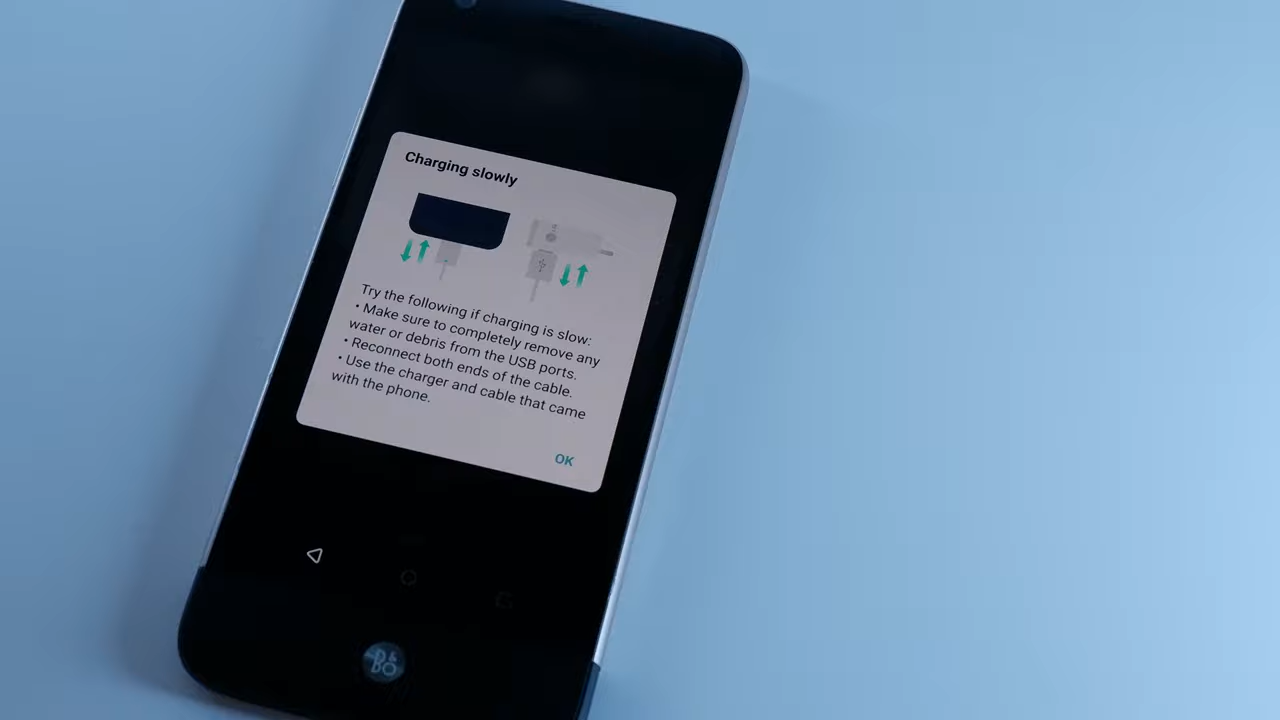 Charging slowly
Try the following if charging is slow:
• Make sure to completely remove any
water or debris from the USB ports.
• Reconnect both ends of the cable.
• Use the charger and cable that came
with the phone.
OK
B&O